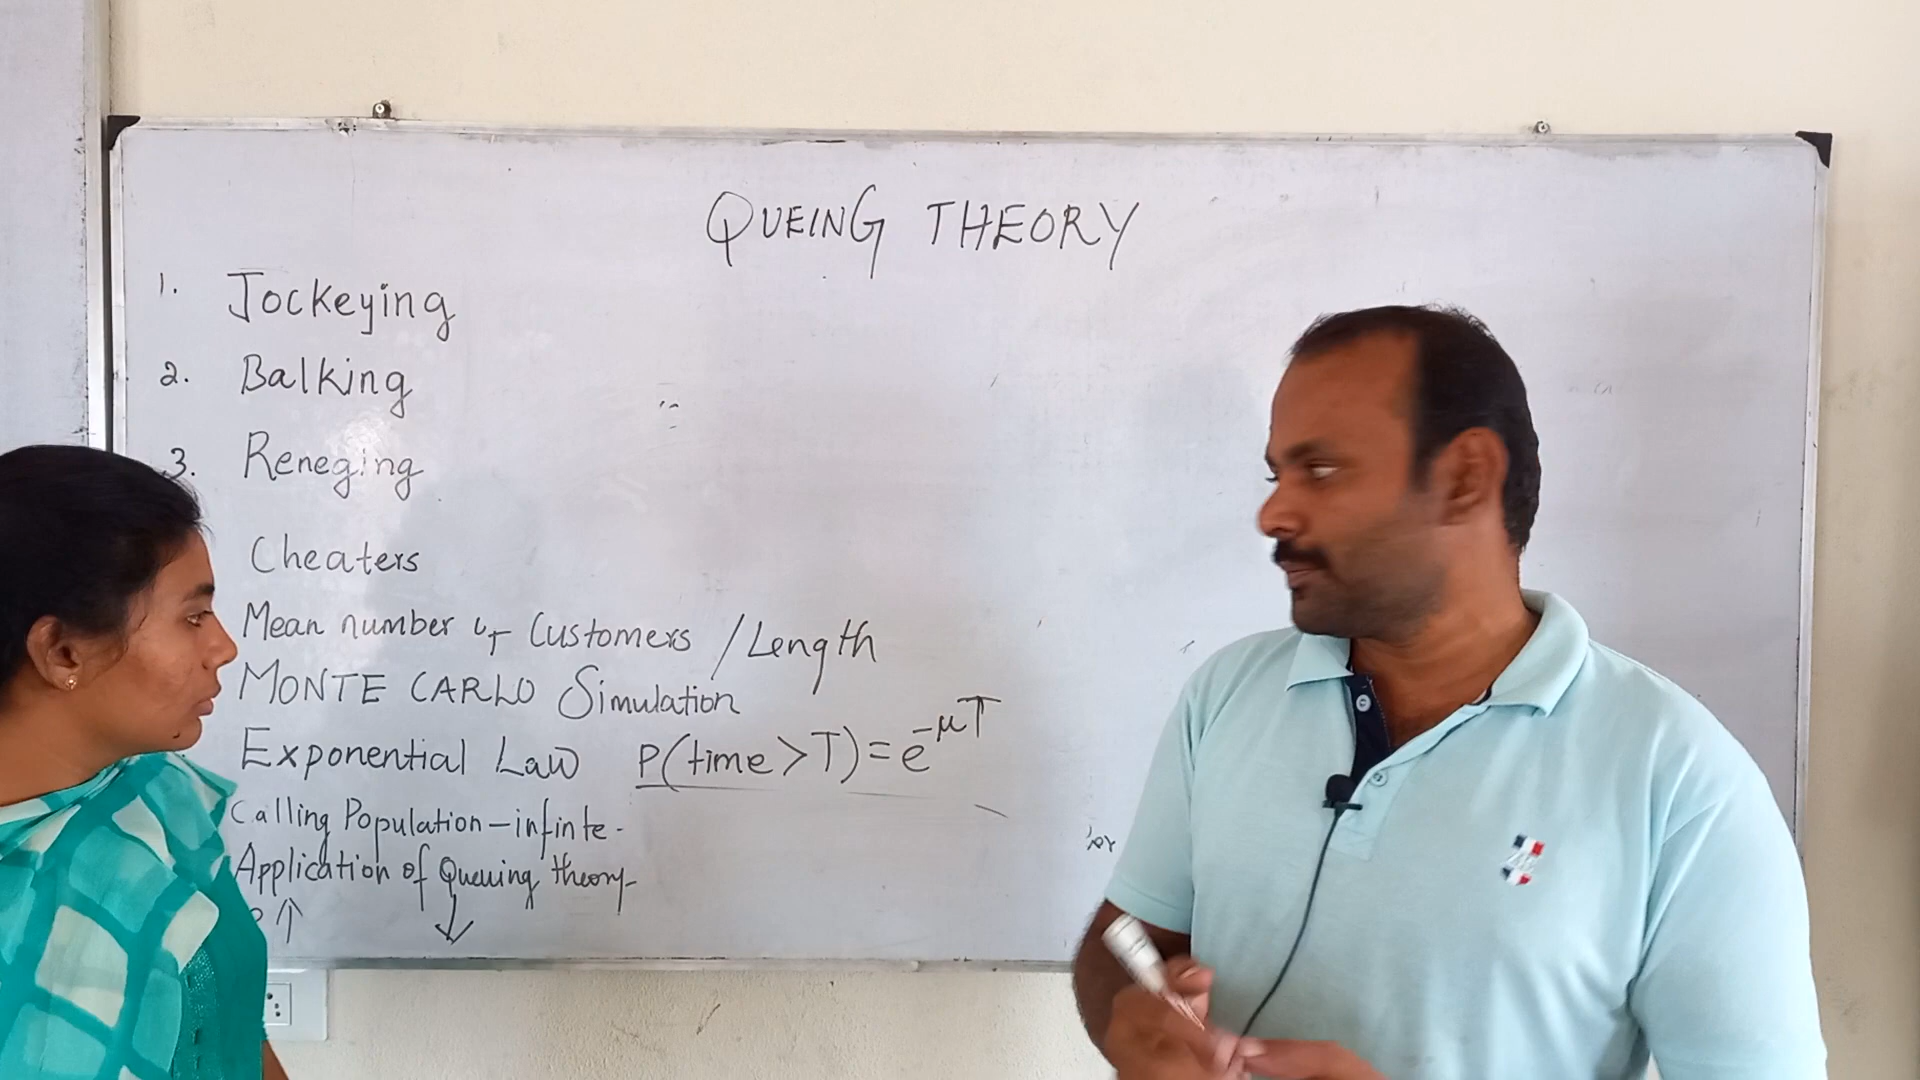 QUEING THEORY
1. Jockeying
2. Balking
3. Reneging
Cheaters
Mean number of Customers / Length
MONTE CARLO Simulation
Exponential Law P(time > T) = e^-μT
Calling Population - infinte -
Application of Queuing theory -